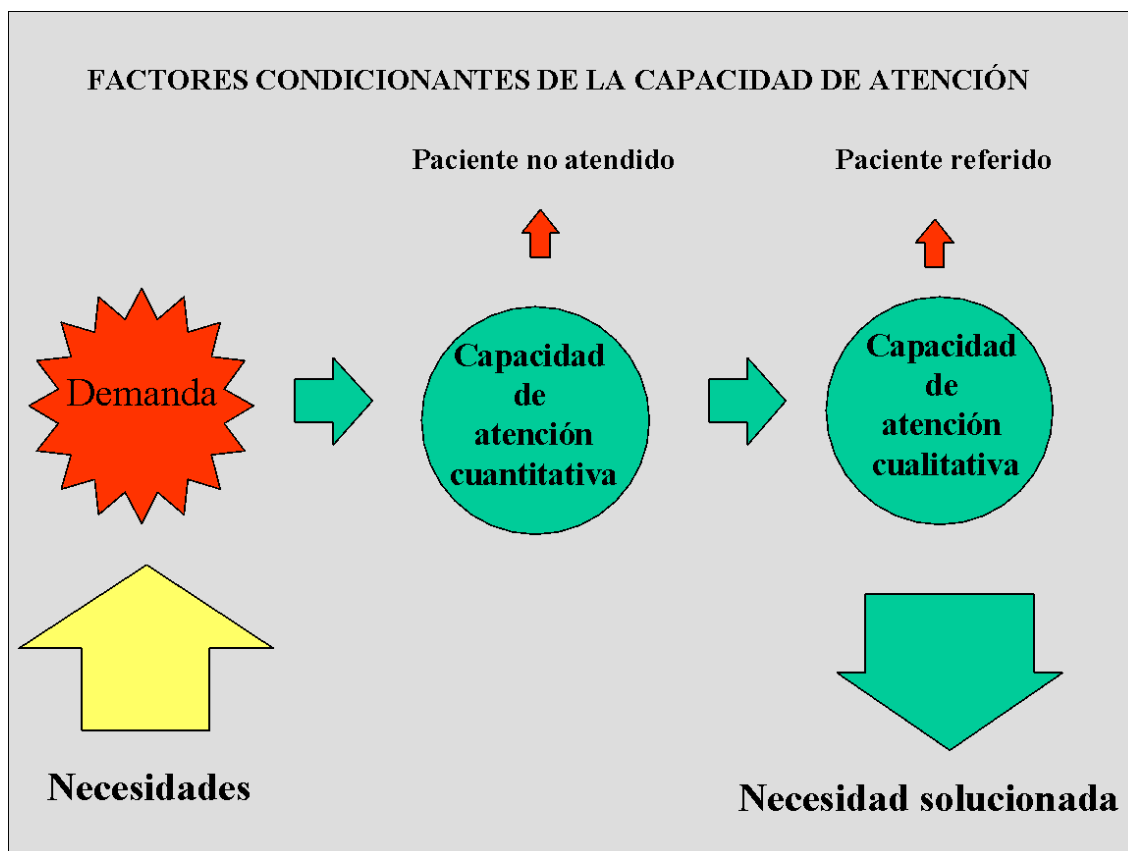 FACTORES CONDICIONANTES DE LA CAPACIDAD DE ATENCIÓN
Paciente no atendido
Paciente referido
Demanda
Capacidad
de
atención
cuantitativa
Capacidad
de
atención
cualitativa
Necesidades
Necesidad solucionada